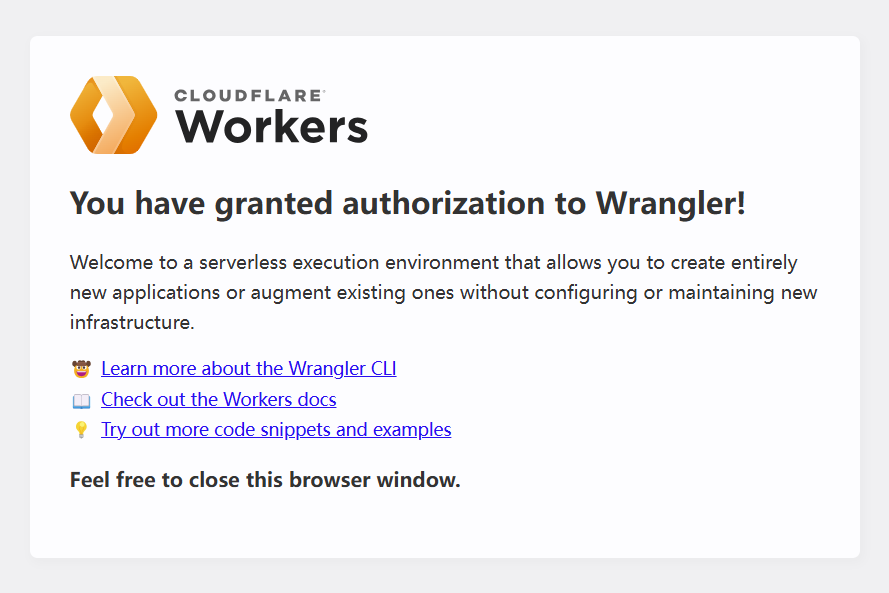 CLOUDFLARE
Workers
You have granted authorization to Wrangler!
Welcome to a serverless execution environment that allows you to create entirely
new applications or augment existing ones without configuring or maintaining new
infrastructure.
🤠 Learn more about the Wrangler CLI
📖 Check out the Workers docs
💡 Try out more code snippets and examples
Feel free to close this browser window.